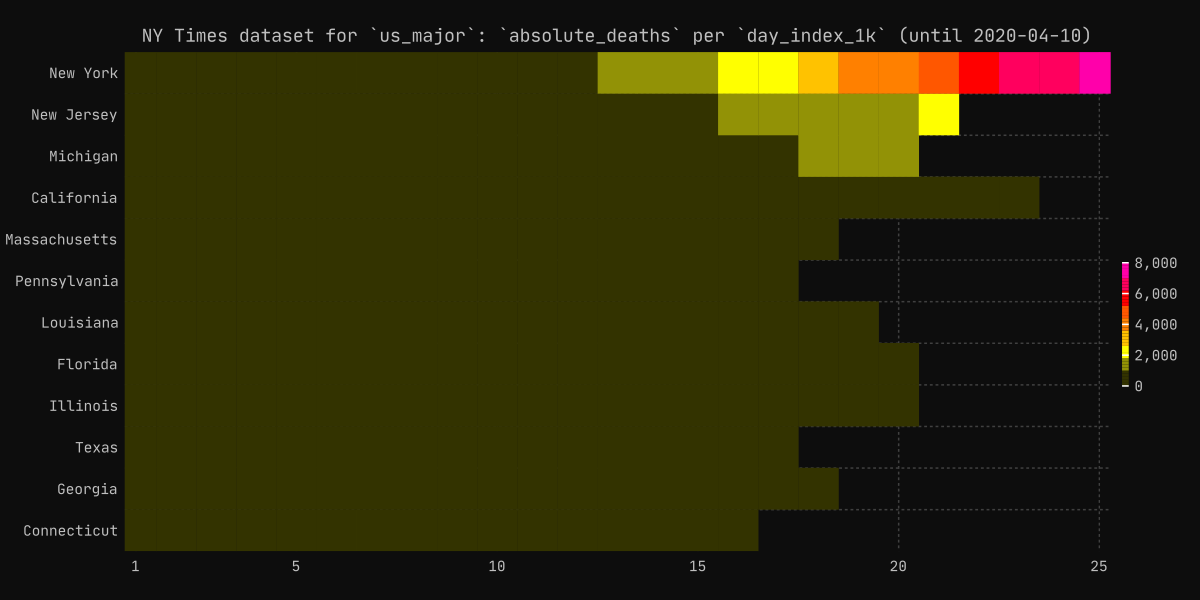 NY Times dataset for `us_major`: `absolute_deaths` per `day_index_1k` (until 2020-04-10)
New York
New Jersey
Michigan
California
Massachusetts
Pennsylvania
Louisiana
Florida
Illinois
Texas
Georgia
Connecticut
1 5 10 15 20 25
8,000
6,000
4,000
2,000
0